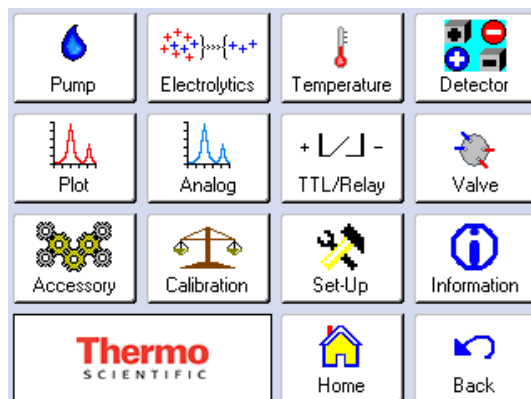 Pump
Electrolytics
Temperature
Detector
Plot
Analog
+ -
TTL/Relay
Valve
Accessory
Calibration
Set-Up
Information
Thermo
SCIENTIFIC
Home
Back